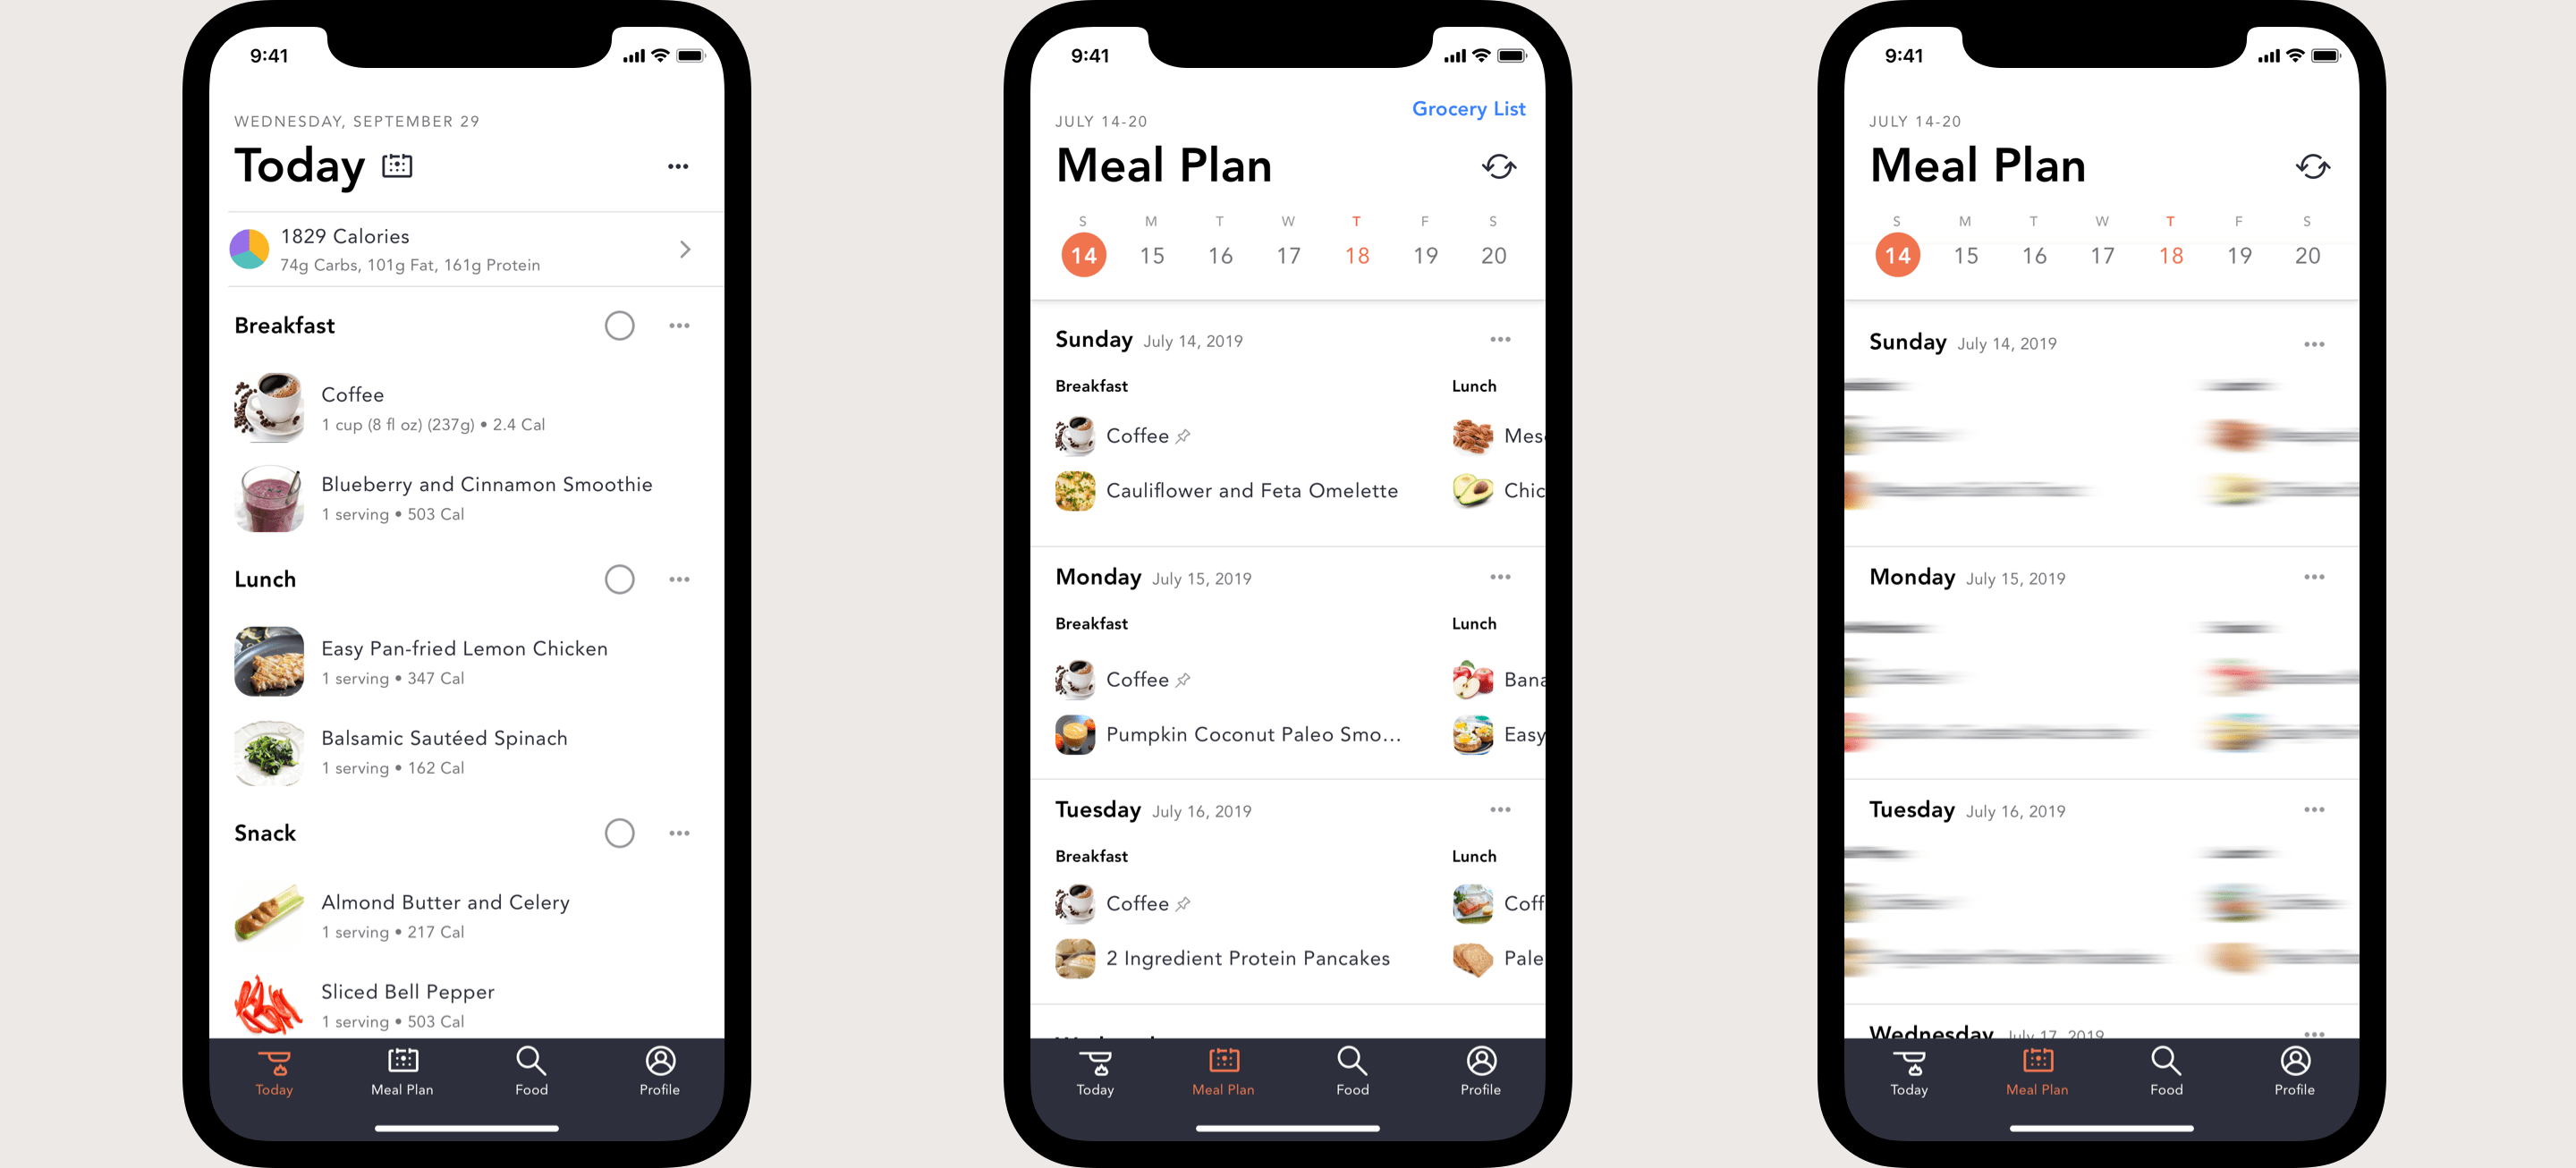 9:41
WEDNESDAY, SEPTEMBER 29
Today
1829 Calories
74g Carbs, 101g Fat, 161g Protein
Breakfast
Coffee
1 cup (8 fl oz) (237g) • 2.4 Cal
Blueberry and Cinnamon Smoothie
1 serving • 503 Cal
Lunch
Easy Pan-fried Lemon Chicken
1 serving • 347 Cal
Balsamic Sautéed Spinach
1 serving • 162 Cal
Snack
Almond Butter and Celery
1 serving • 217 Cal
Sliced Bell Pepper
1 serving • 503 Cal
Today Meal Plan Food Profile
9:41
Grocery List
JULY 14-20
Meal Plan
S M T W T F S
14 15 16 17 18 19 20
Sunday July 14, 2019
Breakfast Lunch
Coffee Mes
Cauliflower and Feta Omelette Chic
Monday July 15, 2019
Breakfast Lunch
Coffee Bana
Pumpkin Coconut Paleo Smo... Easy
Tuesday July 16, 2019
Breakfast Lunch
Coffee Coff
2 Ingredient Protein Pancakes Pale
Today Meal Plan Food Profile
9:41
JULY 14-20
Meal Plan
S M T W T F S
14 15 16 17 18 19 20
Sunday July 14, 2019
Monday July 15, 2019
Tuesday July 16, 2019
Wednesday July 17, 2019
Today Meal Plan Food Profile